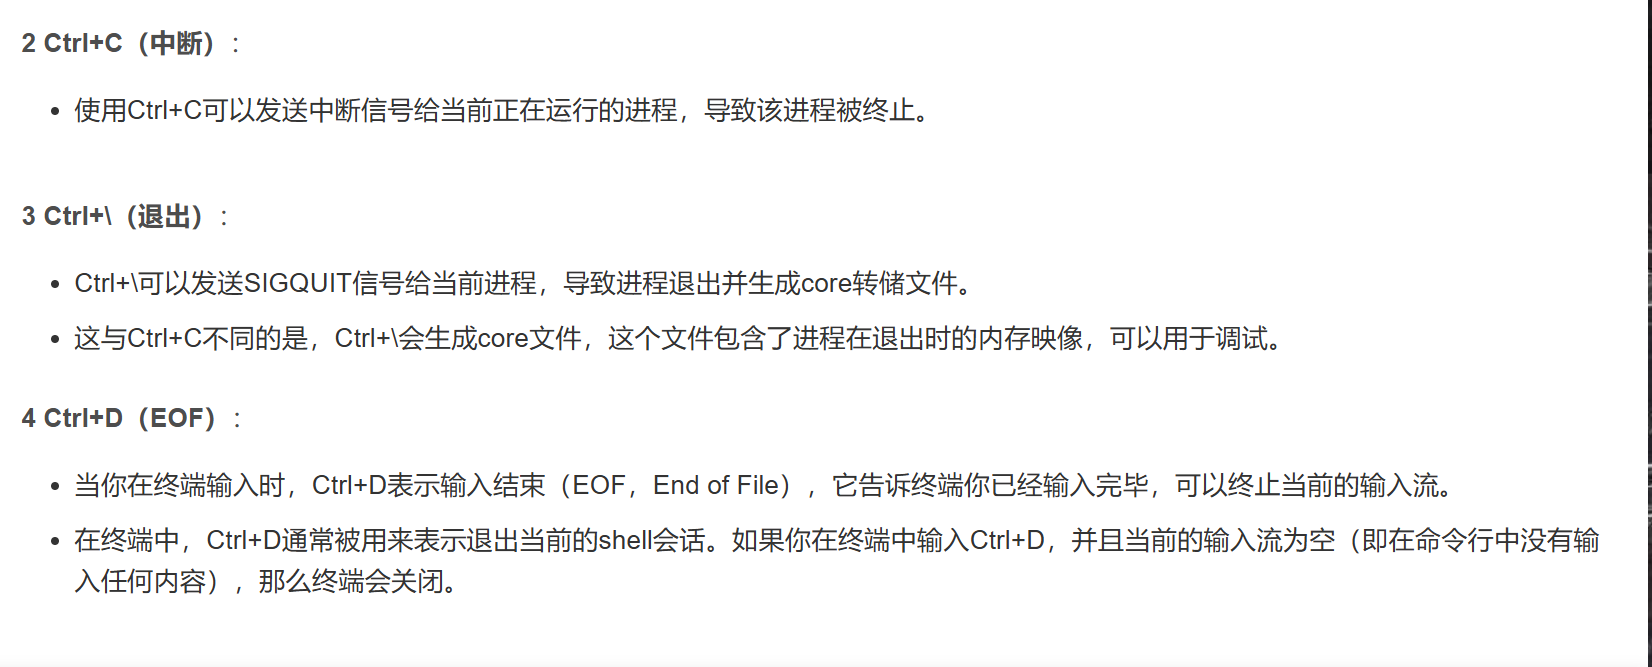 2 Ctrl+C（中断）：
• 使用Ctrl+C可以发送中断信号给当前正在运行的进程，导致该进程被终止。
3 Ctrl+\（退出）：
• Ctrl+\可以发送SIGQUIT信号给当前进程，导致进程退出并生成core转储文件。
• 这与Ctrl+C不同的是，Ctrl+\会生成core文件，这个文件包含了进程在退出时的内存映像，可以用于调试。
4 Ctrl+D（EOF）：
• 当你在终端输入时，Ctrl+D表示输入结束（EOF，End of File），它告诉终端你已经输入完毕，可以终止当前的输入流。
• 在终端中，Ctrl+D通常被用来表示退出当前的shell会话。如果你在终端中输入Ctrl+D，并且当前的输入流为空（即在命令行中没有输
入任何内容），那么终端会关闭。